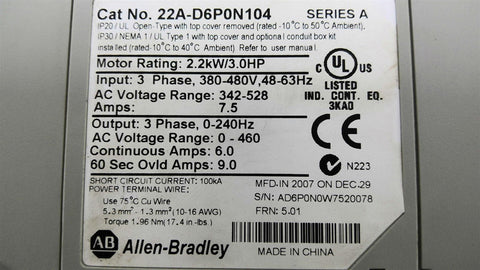 Cat No. 22A-D6P0N104 SERIES A
IP20 / UL Open-Type with top cover removed (rated -10°C to 50°C Ambient),
IP30 / NEMA 1 / UL Type 1 with top cover and optional conduit box kit
installed (rated-10°C to 40°C Ambient) Refer to user manual.
Motor Rating: 2.2kW/3.0HP
Input: 3 Phase, 380-480V,48-63Hz
AC Voltage Range: 342-528
Amps: 7.5
Output: 3 Phase, 0-240Hz
AC Voltage Range: 0 - 460
Continuous Amps: 6.0
60 Sec Ovld Amps: 9.0
C UL US
LISTED
IND. CONT. EQ.
3KAD
CE
N223
SHORT CIRCUIT CURRENT: 100kA
POWER TERMINAL WIRE:
Use 75°C Cu Wire
5.3 mm² - 1.3 mm² (10-16 AWG)
Torque 1.96 Nm (17.4 in-lbs.)
MFD IN 2007 ON DEC 29
S/N: AD6P0N0W7520078
FRN: 5.01
AB Allen-Bradley
MADE IN CHINA